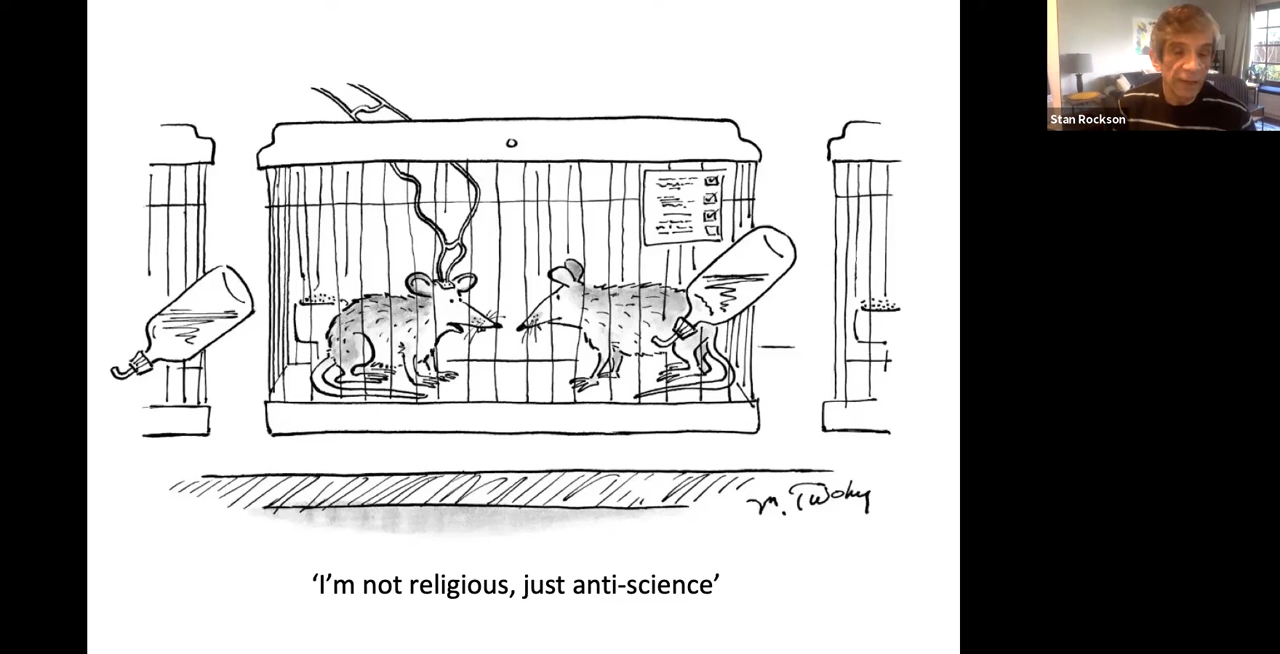 Stan Rockson
m. Twohy
‘I’m not religious, just anti-science’